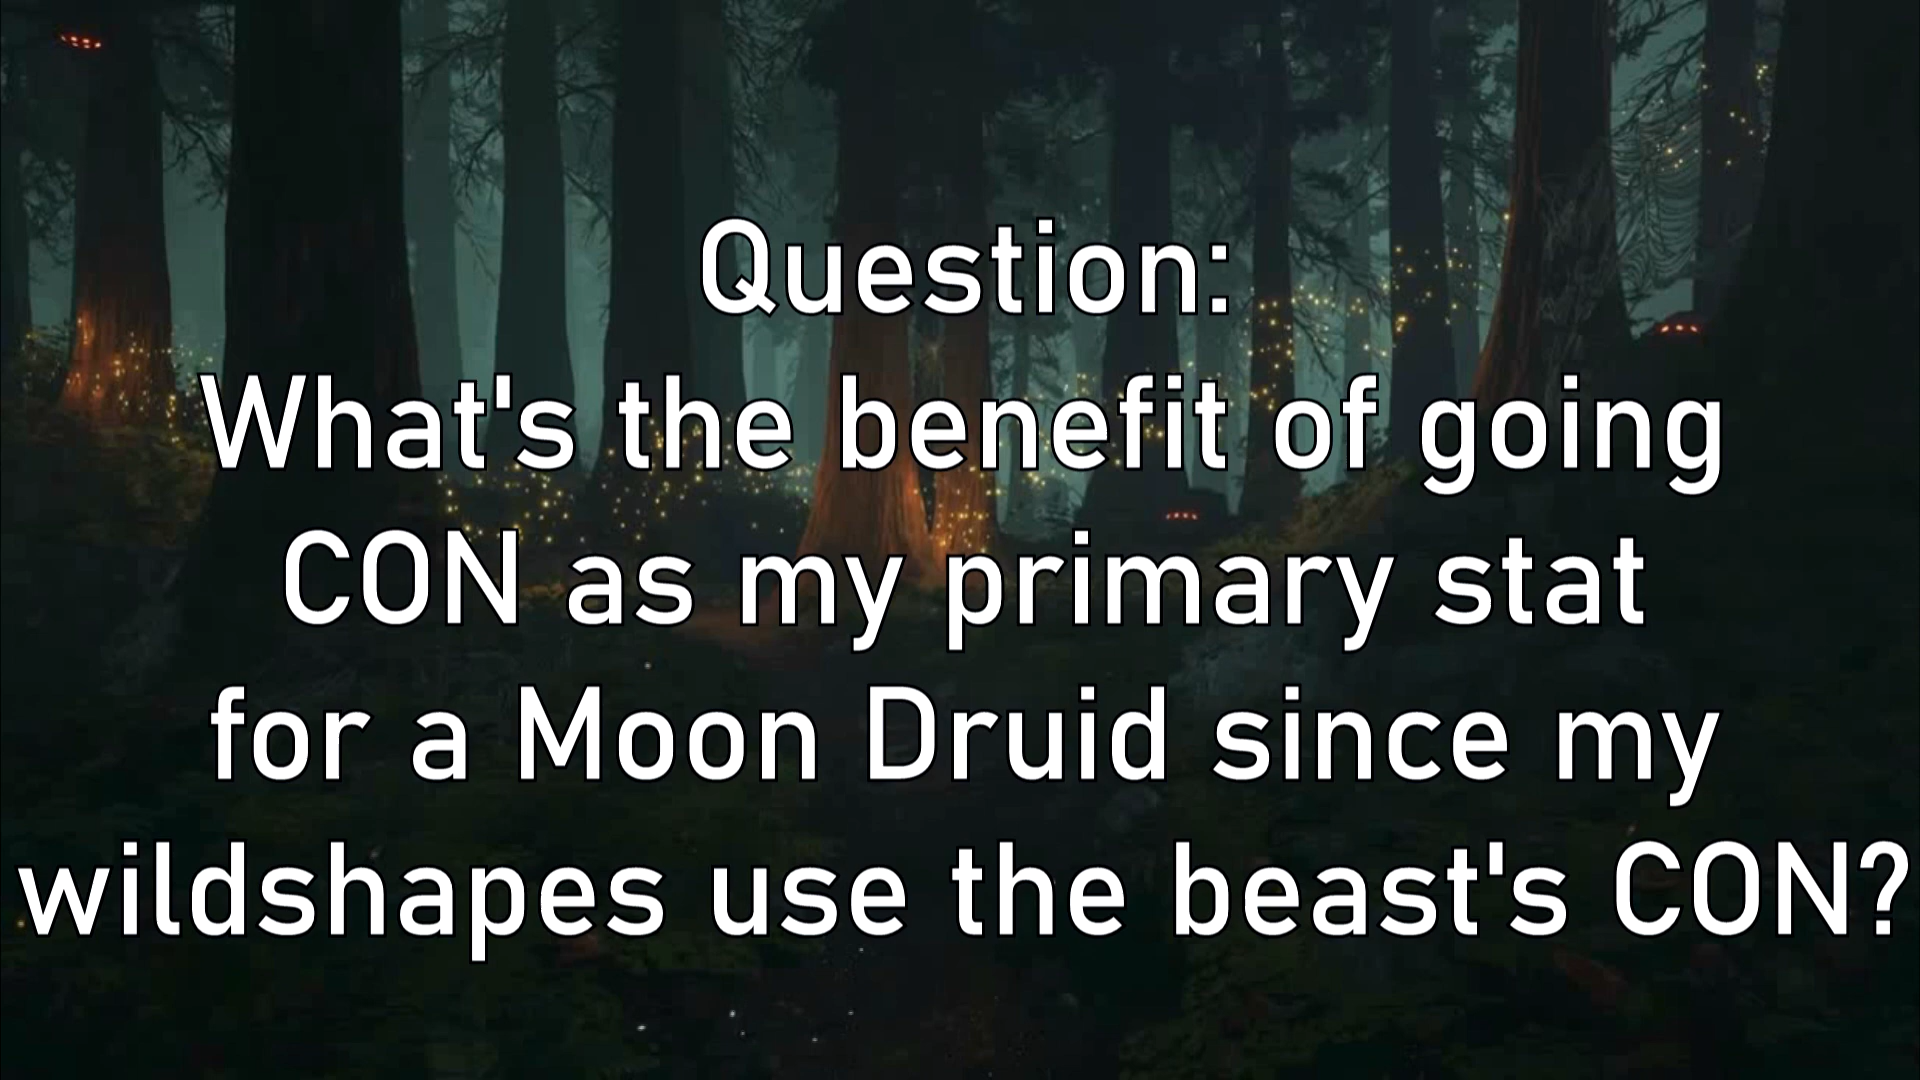 Question:
What's the benefit of going
CON as my primary stat
for a Moon Druid since my
wildshapes use the beast's CON?